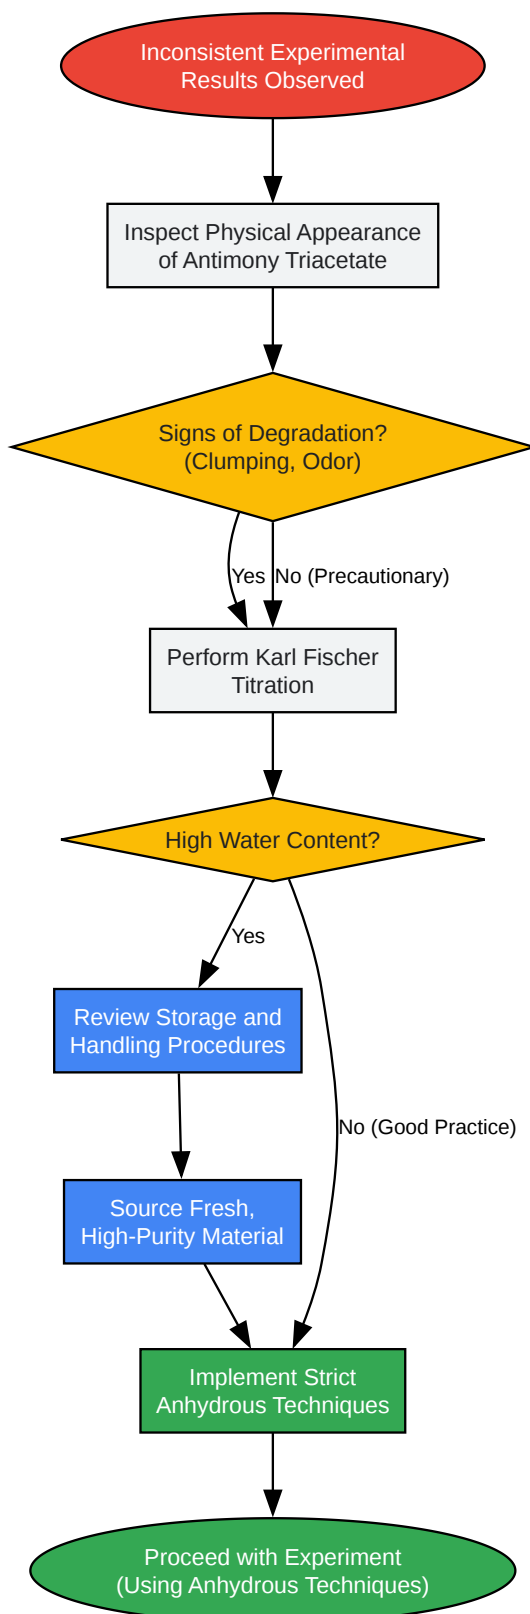 Inconsistent Experimental
Results Observed
Inspect Physical Appearance
of Antimony Triacetate
Signs of Degradation?
(Clumping, Odor)
Yes
No (Precautionary)
Perform Karl Fischer
Titration
High Water Content?
Yes
Review Storage and
Handling Procedures
No (Good Practice)
Source Fresh,
High-Purity Material
Implement Strict
Anhydrous Techniques
Proceed with Experiment
(Using Anhydrous Techniques)